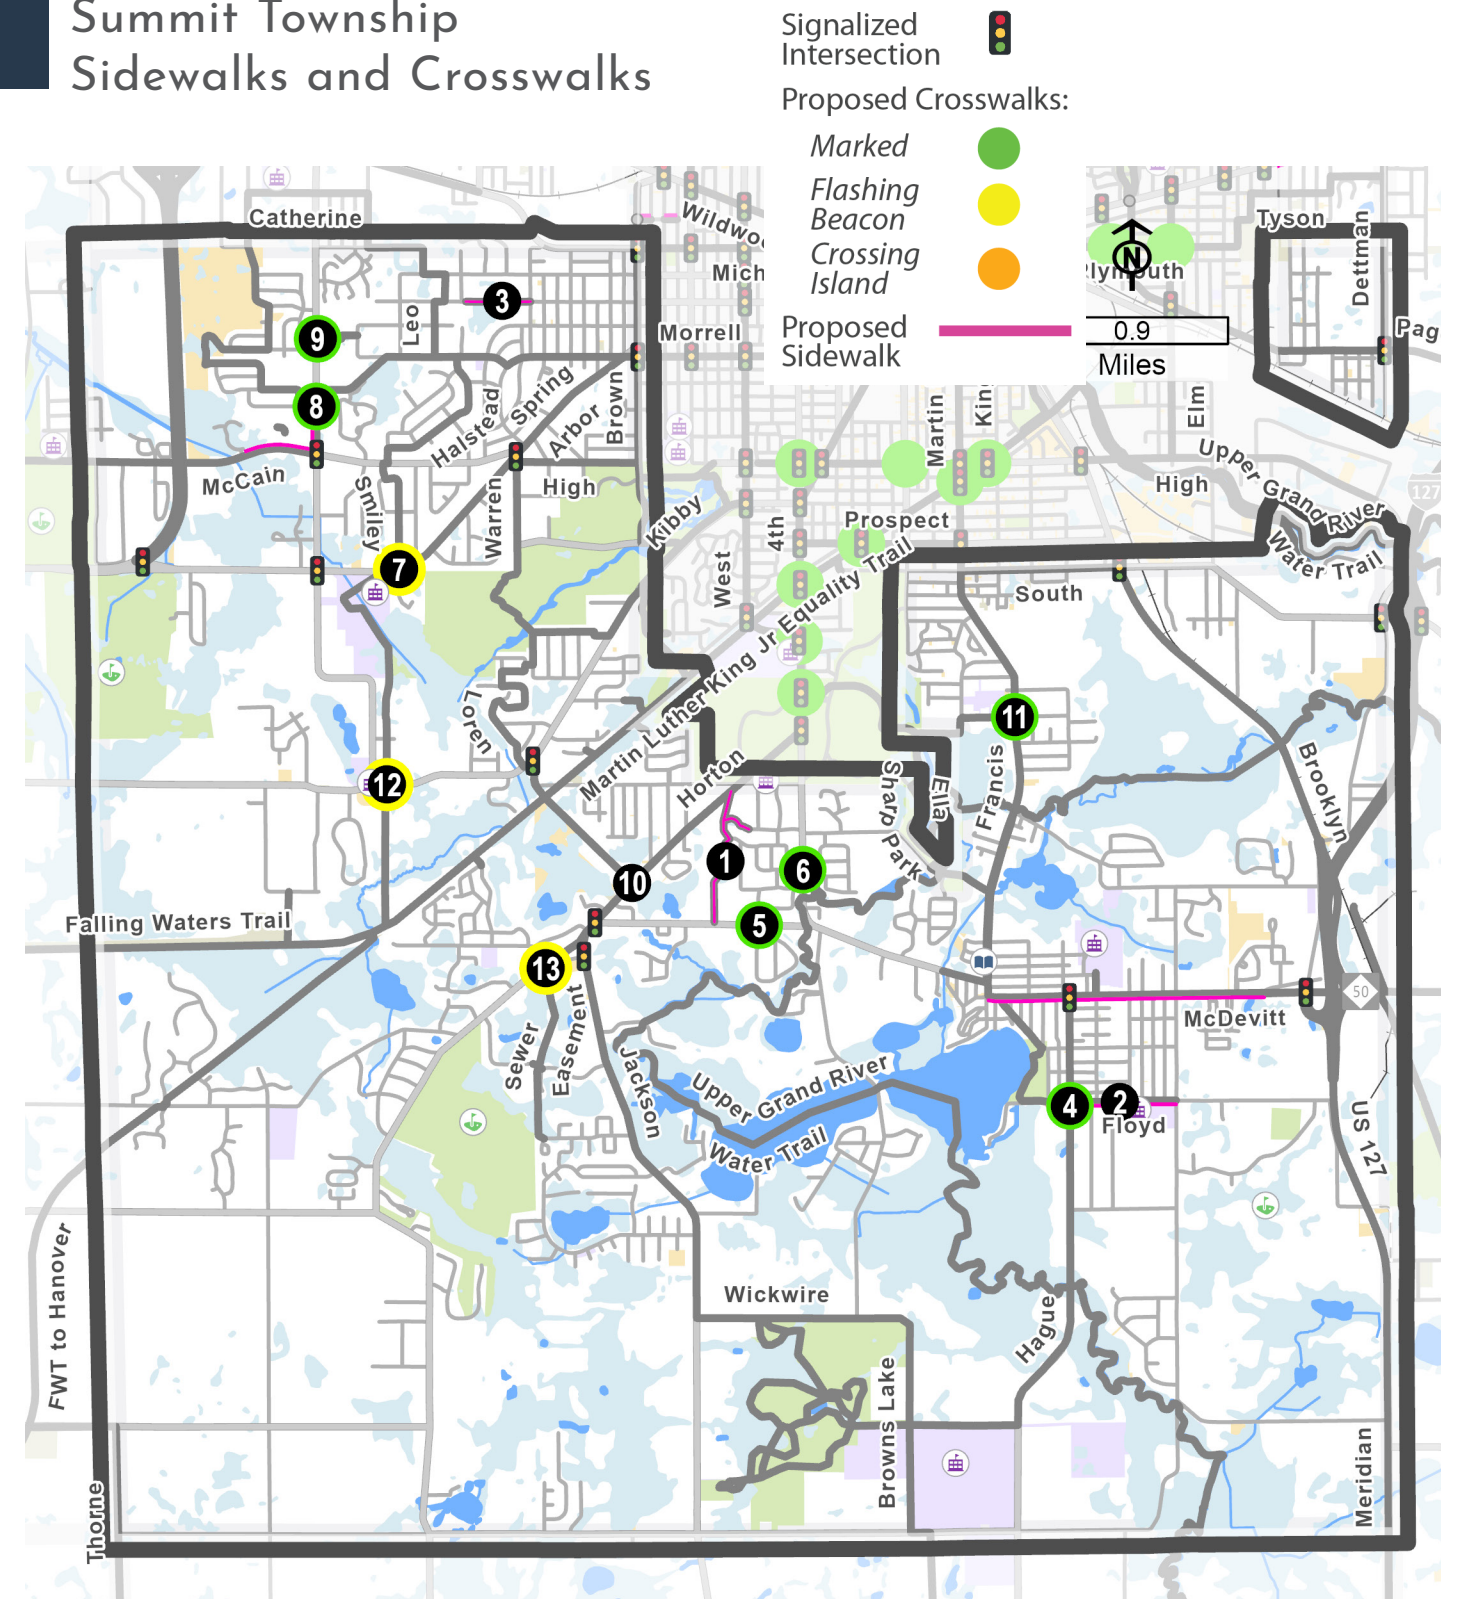 Summit Township
Sidewalks and Crosswalks
Signalized
Intersection
Proposed Crosswalks:
Marked
Flashing
Beacon
Crossing
Island
Proposed
Sidewalk
N
0.9
Miles
Catherine
Wildwo
Mich
Morrell
Plymouth
Tyson
Dettman
Pag
3
9
8
Leo
Halstead
Spring
Arbor
Brown
McCain
Smiley
Warren
High
Kibby
7
Martin
Kin
Elm
Upper Grand River
Water Trail
High
127
Prospect
4th
West
South
Martin Luther King Jr Equality Trail
Loren
12
Horton
Sharp Park
Ella
Francis
11
Brooklyn
1
6
10
5
Falling Waters Trail
13
50
McDevitt
Sewer
Easement
Jackson
Upper Grand River
Water Trail
4
2
Floyd
US 127
FWT to Hanover
Wickwire
Hague
Browns Lake
Meridian
Thorne